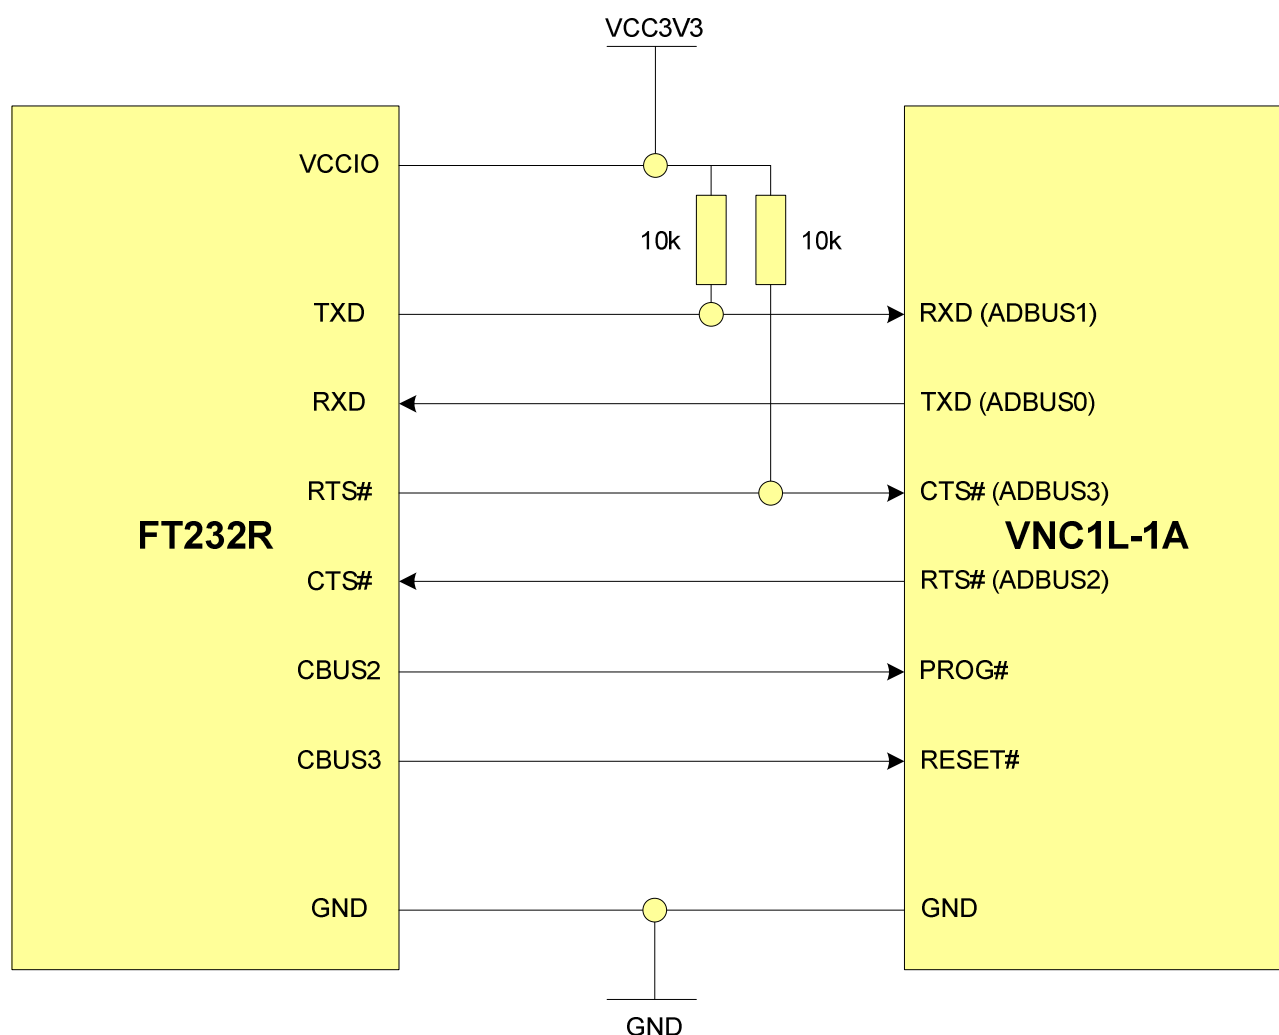 VCC3V3
VCCIO
10k 10k
TXD RXD (ADBUS1)
RXD TXD (ADBUS0)
RTS# CTS# (ADBUS3)
FT232R VNC1L-1A
CTS# RTS# (ADBUS2)
CBUS2 PROG#
CBUS3 RESET#
GND GND
GND